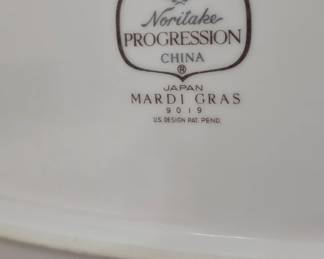 Noritake
PROGRESSION
CHINA
®
JAPAN
MARDI GRAS
9019
U.S. DESIGN PAT. PEND.